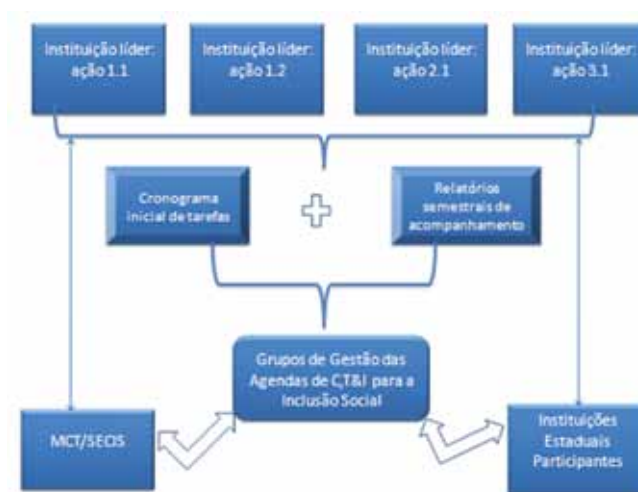 Instituição líder:
ação 1.1
Instituição líder:
ação 1.2
Instituição líder:
ação 2.1
Instituição líder:
ação 3.1
Cronograma
inicial de tarefas
Relatórios
semestrais de
acompanhamento
Grupos de Gestão das
Agendas de C,T&I para a
Inclusão Social
MCT/SECIS
Instituições
Estaduais
Participantes